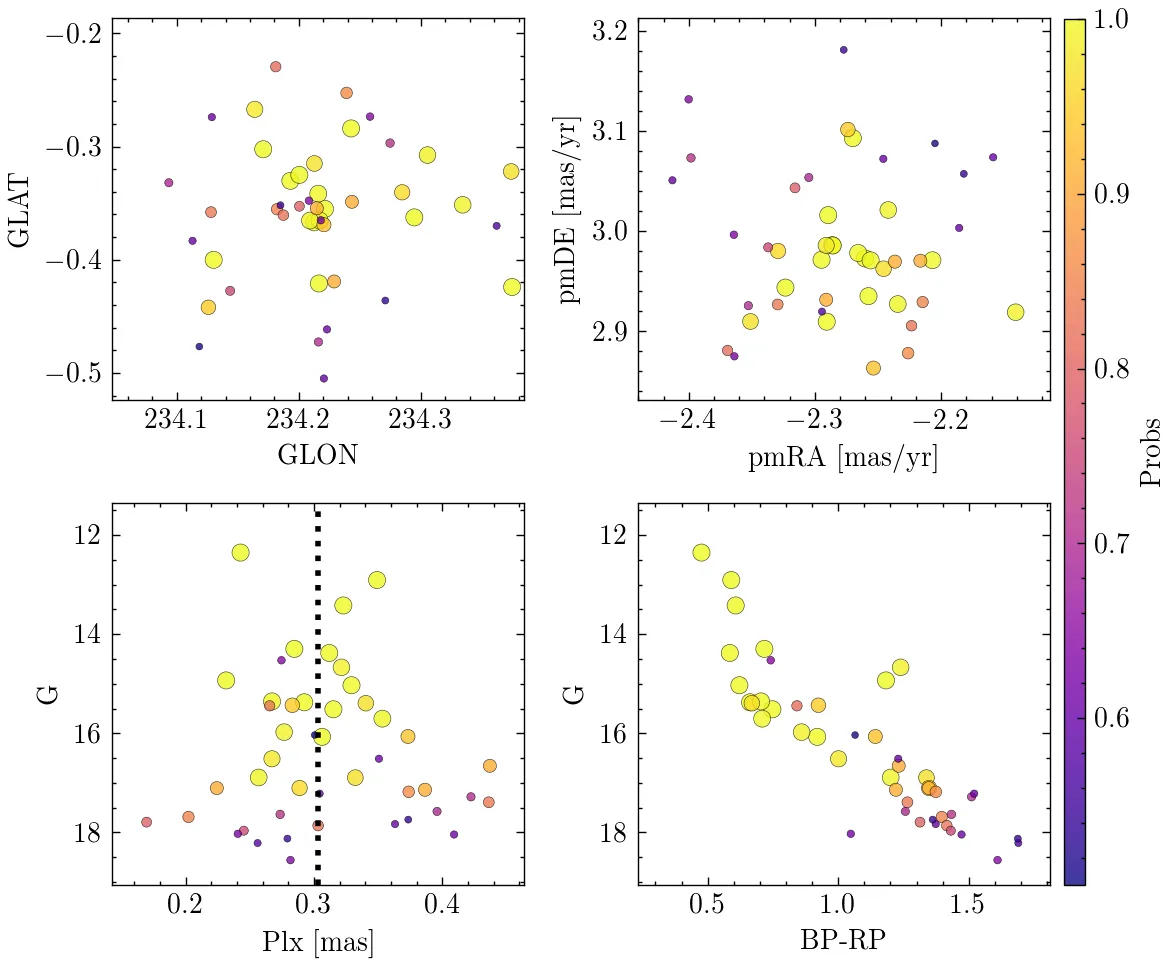 −0.2
−0.3
−0.4
−0.5
GLAT
234.1 234.2 234.3
GLON
3.2
3.1
3.0
2.9
pmDE [mas/yr]
−2.4 −2.3 −2.2
pmRA [mas/yr]
12
14
16
18
G
0.2 0.3 0.4
Plx [mas]
12
14
16
18
G
0.5 1.0 1.5
BP-RP
1.0
0.9
0.8
0.7
0.6
Probs